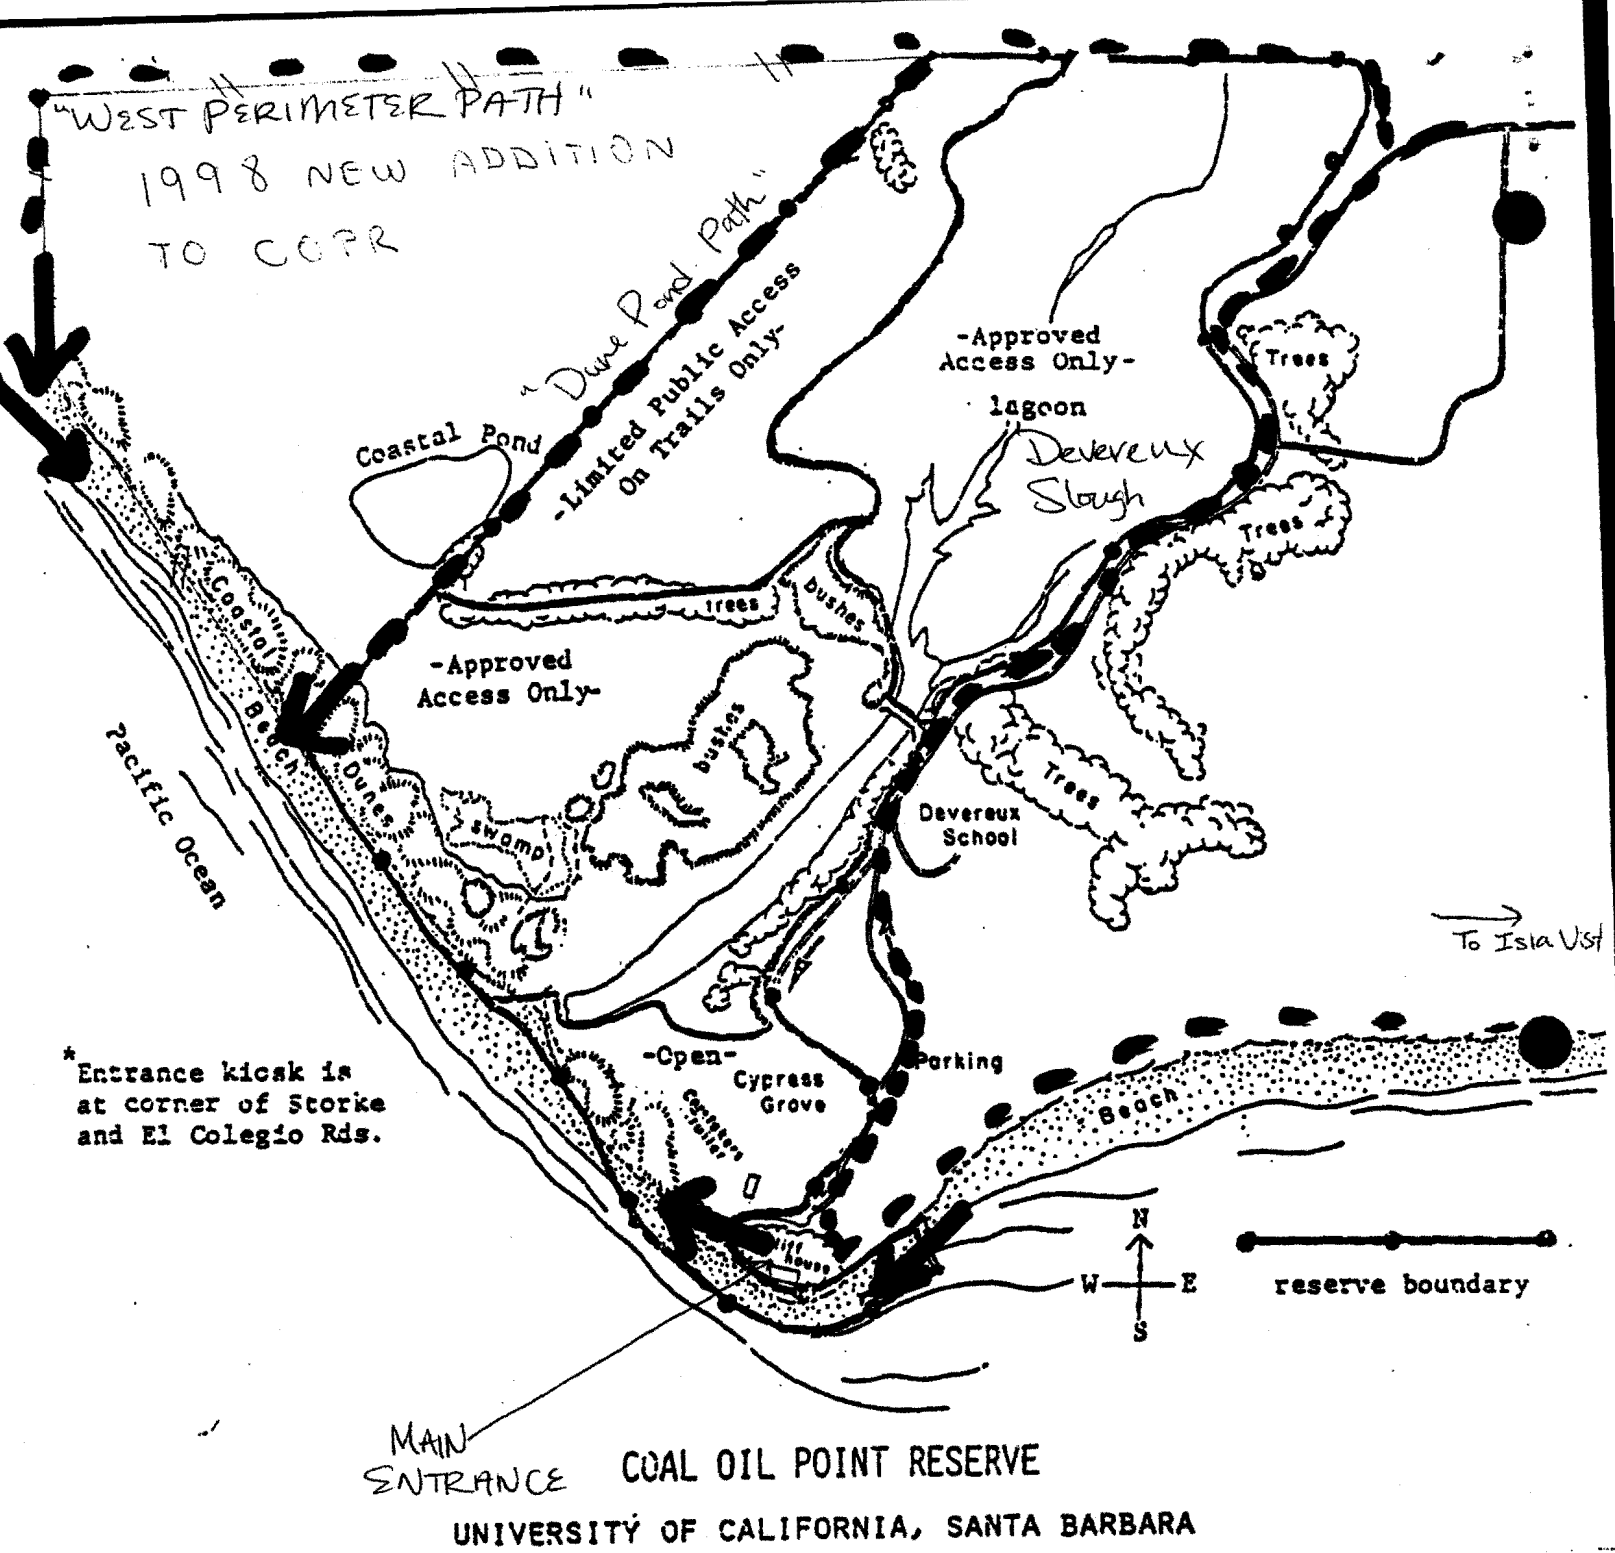 "WEST PERIMETER PATH"
1998 NEW ADDITION
TO COPR
"Dune Pond Path"
-Limited Public Access
On Trails Only-
-Approved
Access Only-
lagoon
Devereux
Slough
Trees
Trees
Coastal Pond
Trees
bushes
-Approved
Access Only-
Coastal
Dunes
Beach
Pacific Ocean
bushes
swamp
Trees
Devereux
School
To Isla Vist
*
Entrance kiosk is
at corner of Storke
and El Colegio Rds.
-Open-
Cypress
Grove
Parking
Beach
house
N
W E
S
reserve boundary
MAIN
ENTRANCE
COAL OIL POINT RESERVE
UNIVERSITY OF CALIFORNIA, SANTA BARBARA